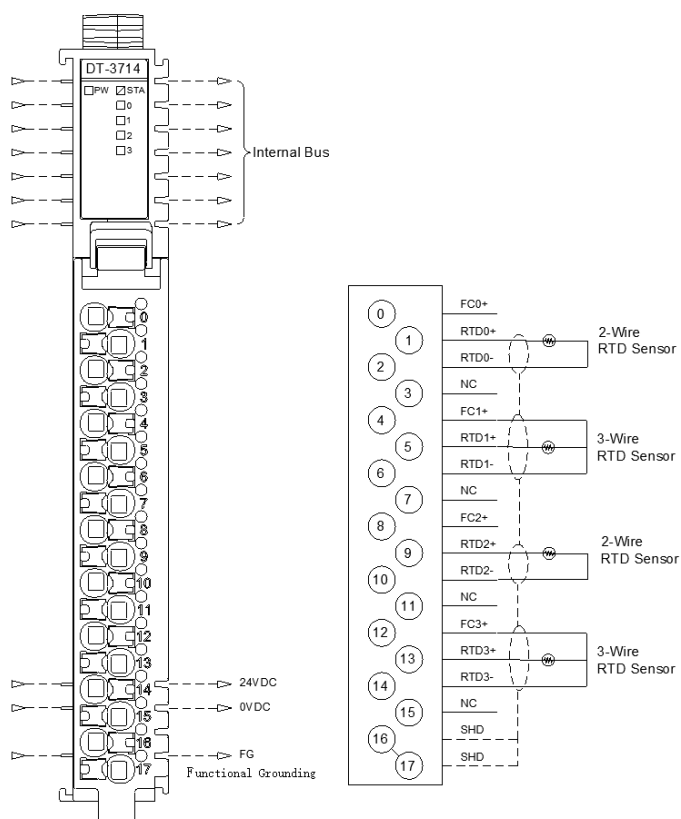 DT-3714
PW STA
0
1
2
3
Internal Bus
0
1
2
3
4
5
6
7
8
9
10
11
12
13
14
15
16
17
24VDC
0VDC
FG
Functional Grounding
0 FC0+
1 RTD0+
2 RTD0-
2-Wire
RTD Sensor
3 NC
4 FC1+
5 RTD1+
6 RTD1-
3-Wire
RTD Sensor
7 NC
8 FC2+
9 RTD2+
10 RTD2-
2-Wire
RTD Sensor
11 NC
12 FC3+
13 RTD3+
14 RTD3-
3-Wire
RTD Sensor
15 NC
16 SHD
17 SHD